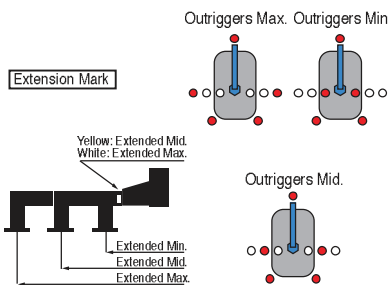 Outriggers Max.
Outriggers Min
Extension Mark
Yellow: Extended Mid.
White: Extended Max.
Outriggers Mid.
Extended Min.
Extended Mid.
Extended Max.